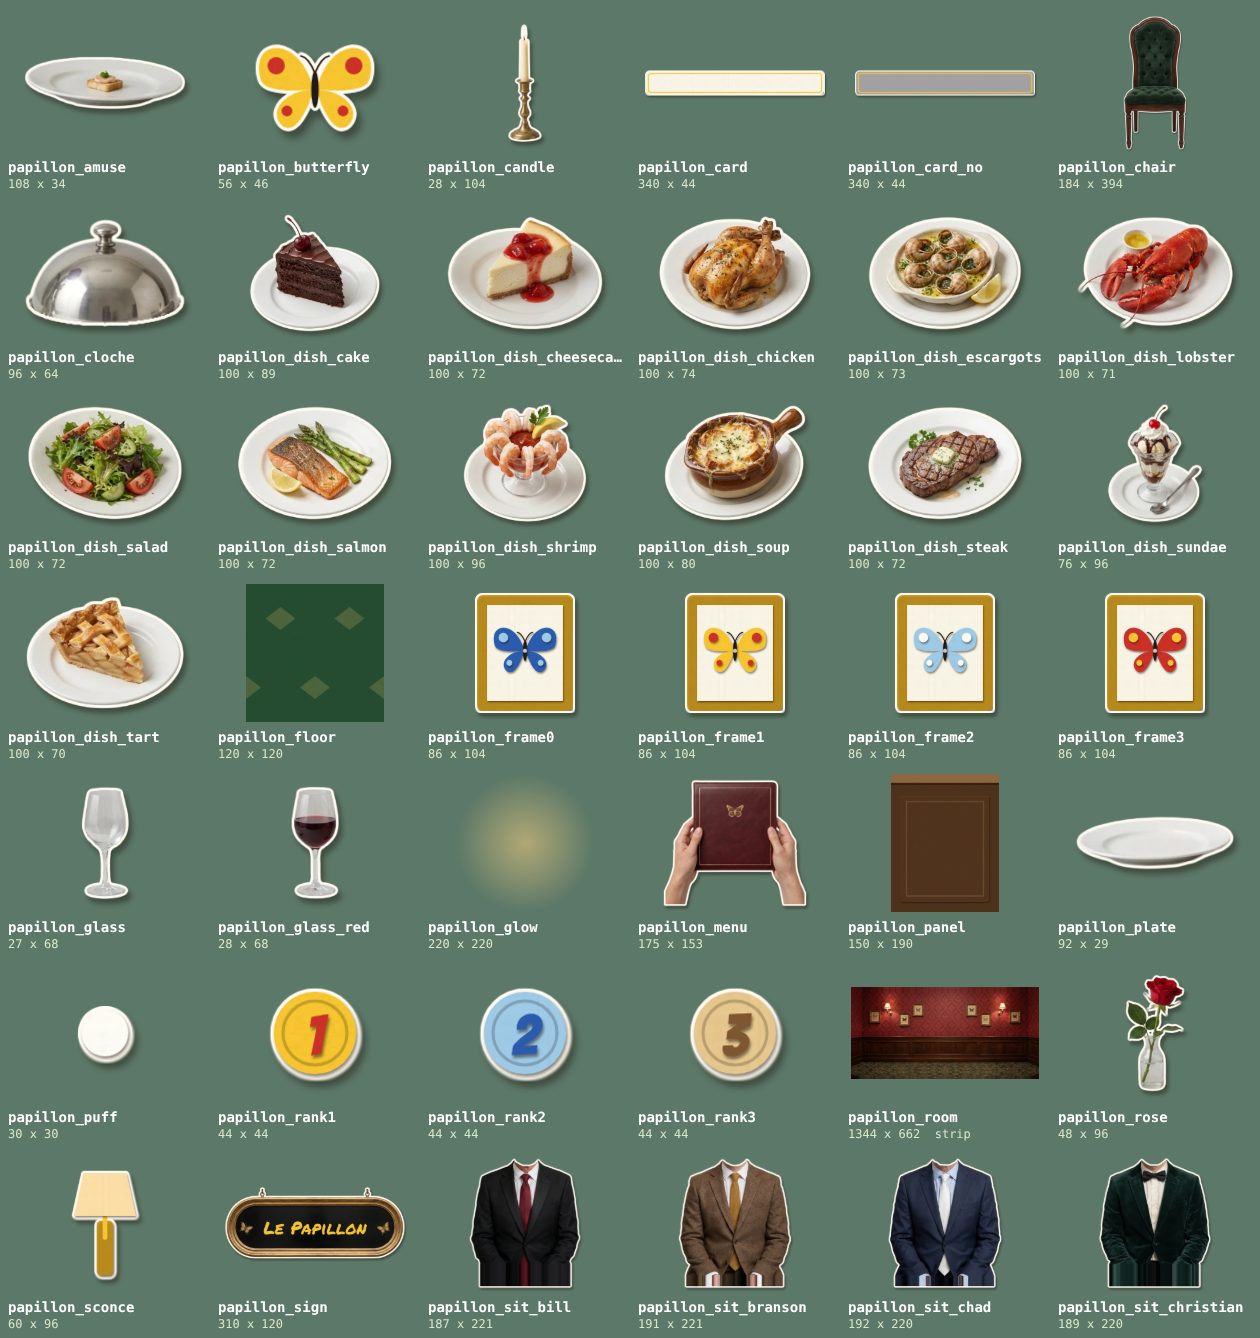 papillon_amuse
108 x 34
papillon_butterfly
56 x 46
papillon_candle
28 x 104
papillon_card
340 x 44
papillon_card_no
340 x 44
papillon_chair
184 x 394
papillon_cloche
96 x 64
papillon_dish_cake
100 x 89
papillon_dish_cheeseca…
100 x 72
papillon_dish_chicken
100 x 74
papillon_dish_escargots
100 x 73
papillon_dish_lobster
100 x 71
papillon_dish_salad
100 x 72
papillon_dish_salmon
100 x 72
papillon_dish_shrimp
100 x 96
papillon_dish_soup
100 x 80
papillon_dish_steak
100 x 72
papillon_dish_sundae
76 x 96
papillon_dish_tart
100 x 70
papillon_floor
120 x 120
papillon_frame0
86 x 104
papillon_frame1
86 x 104
papillon_frame2
86 x 104
papillon_frame3
86 x 104
papillon_glass
27 x 68
papillon_glass_red
28 x 68
papillon_glow
220 x 220
papillon_menu
175 x 153
papillon_panel
150 x 190
papillon_plate
92 x 29
papillon_puff
30 x 30
1
papillon_rank1
44 x 44
2
papillon_rank2
44 x 44
3
papillon_rank3
44 x 44
papillon_room
1344 x 662 strip
papillon_rose
48 x 96
papillon_sconce
60 x 96
Le Papillon
papillon_sign
310 x 120
papillon_sit_bill
187 x 221
papillon_sit_branson
191 x 221
papillon_sit_chad
192 x 220
papillon_sit_christian
189 x 220